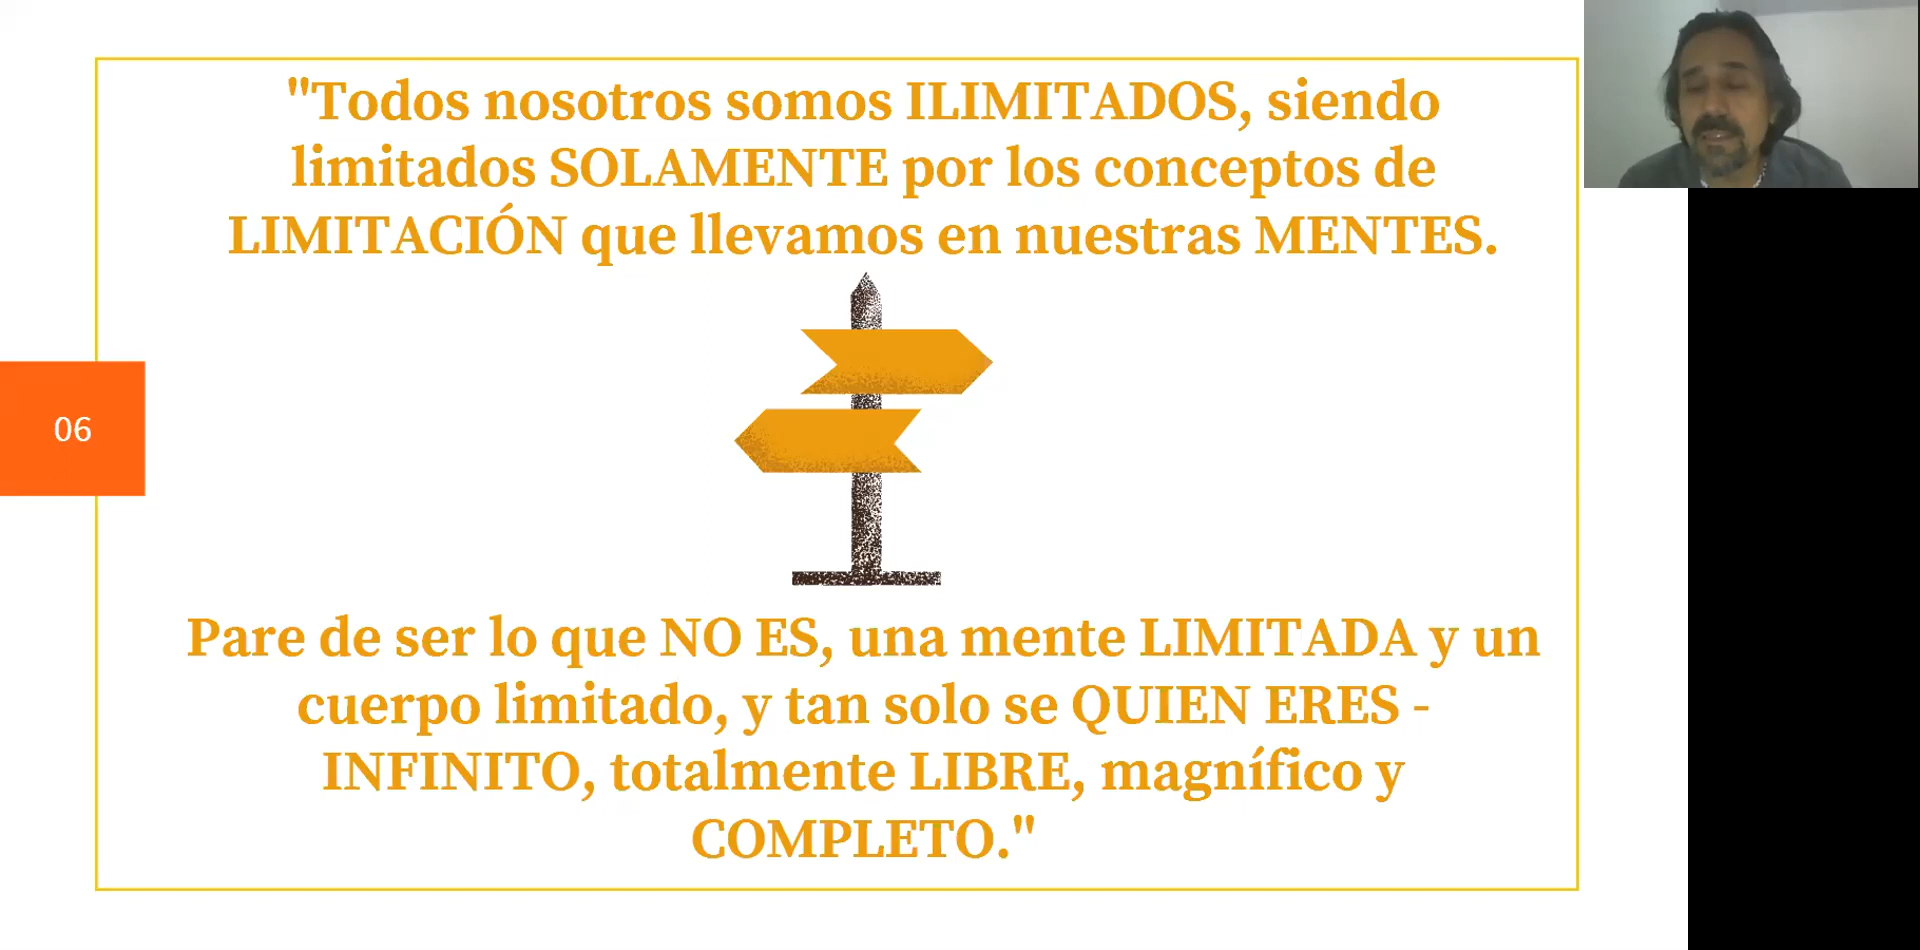 "Todos nosotros somos ILIMITADOS, siendo
limitados SOLAMENTE por los conceptos de
LIMITACIÓN que llevamos en nuestras MENTES.
06
Pare de ser lo que NO ES, una mente LIMITADA y un
cuerpo limitado, y tan solo se QUIEN ERES -
INFINITO, totalmente LIBRE, magnífico y
COMPLETO."